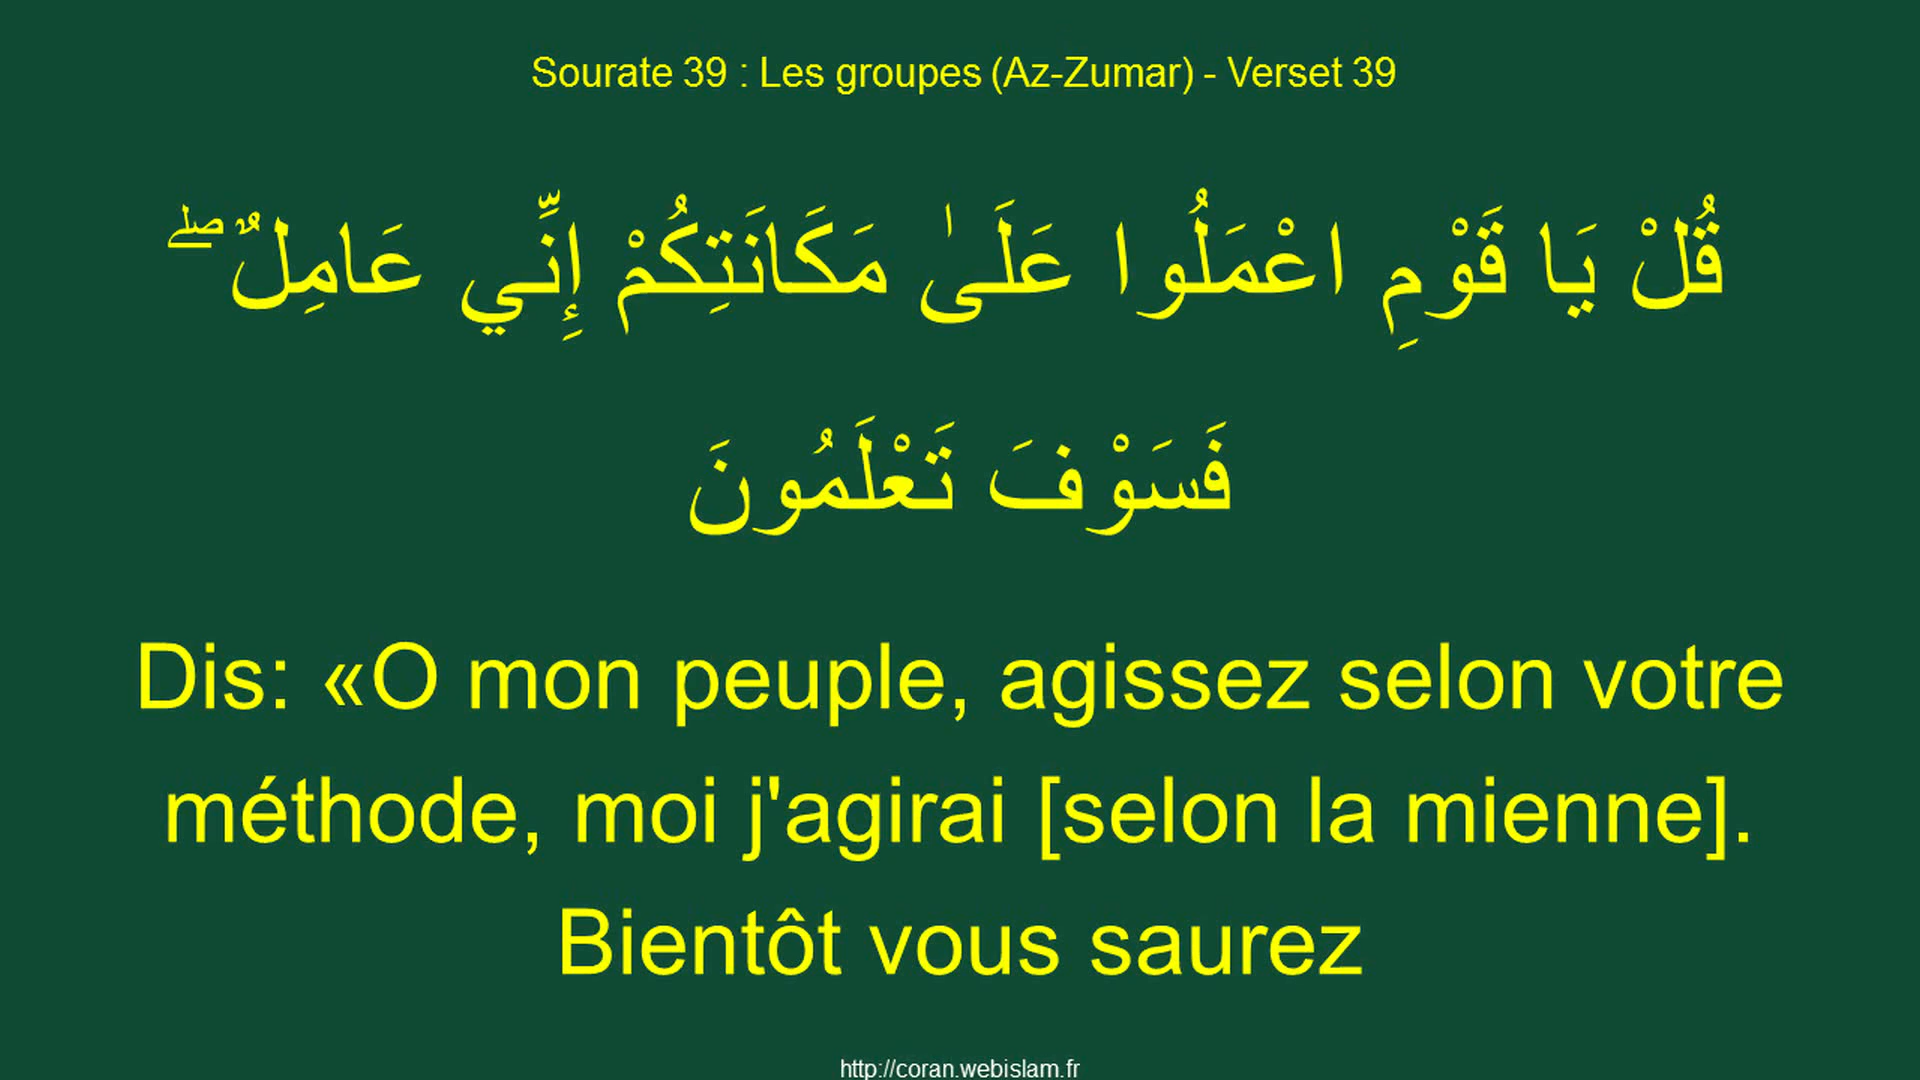 Sourate 39 : Les groupes (Az-Zumar) - Verset 39
قُلْ يَا قَوْمِ اعْمَلُوا عَلَىٰ مَكَانَتِكُمْ إِنِّي عَامِلٌ ۖ
فَسَوْفَ تَعْلَمُونَ
Dis: «O mon peuple, agissez selon votre
méthode, moi j'agirai [selon la mienne].
Bientôt vous saurez
http://coran.webislam.fr